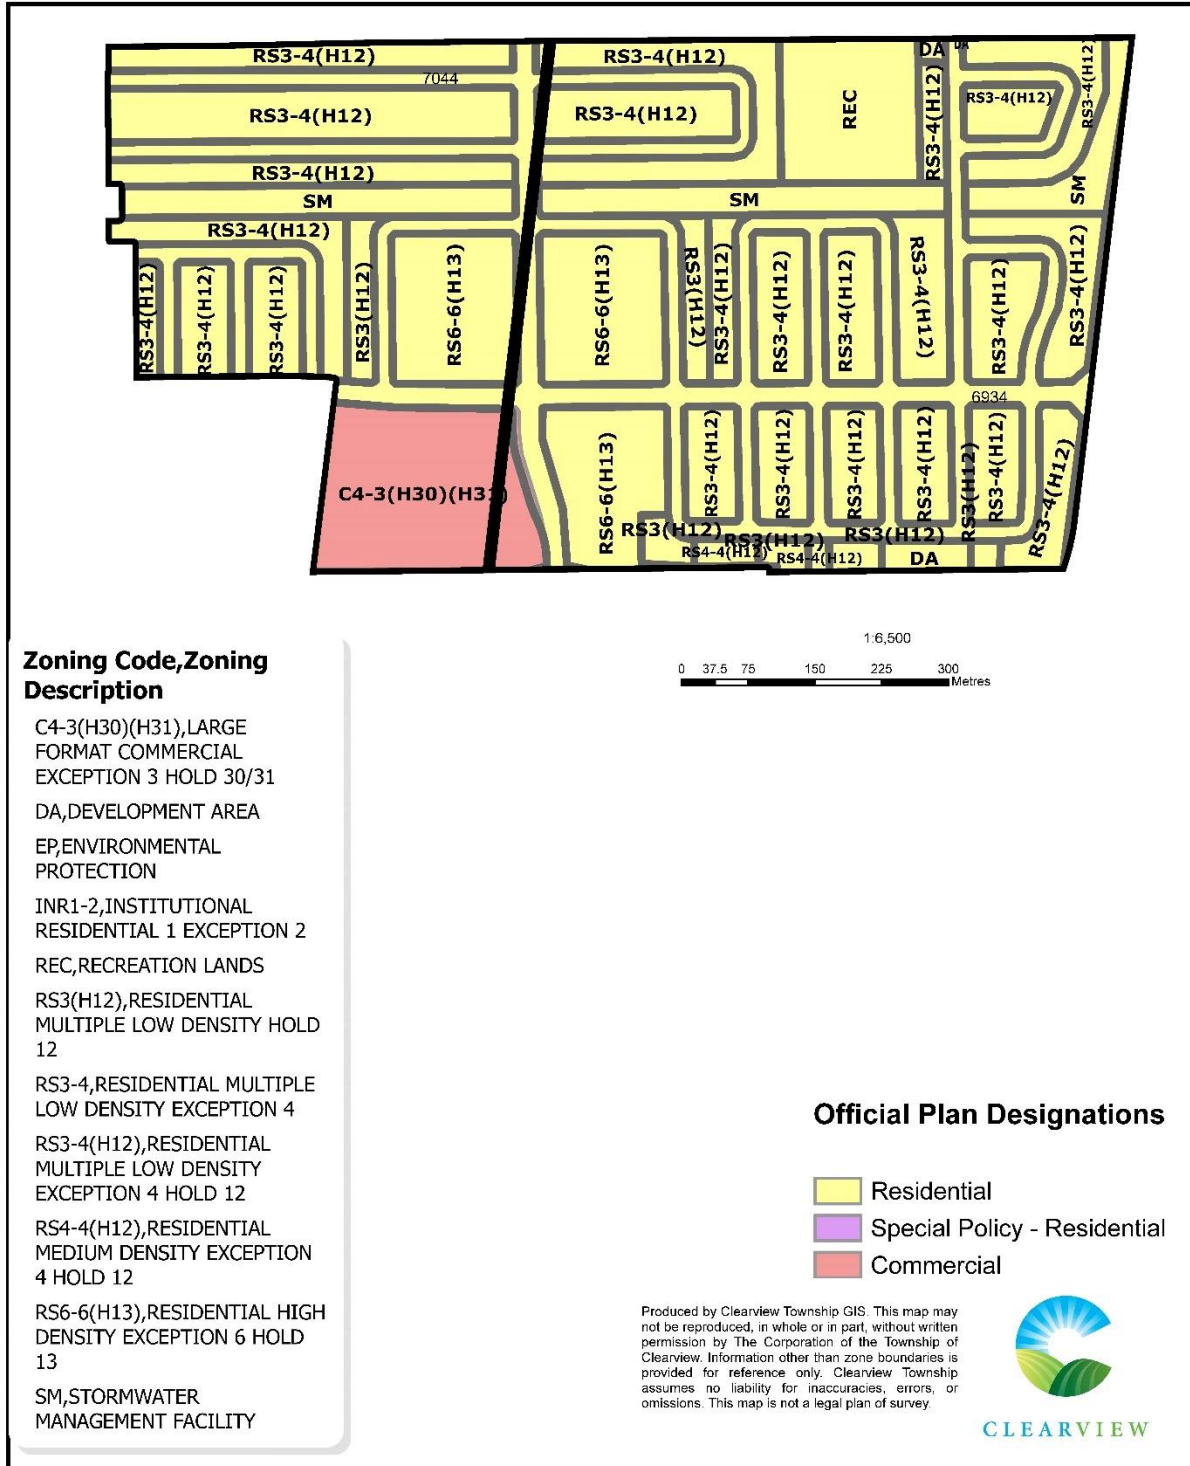 RS3-4(H12)
RS3-4(H12)
DA
DA
7044
RS3-4(H12)
RS3-4(H12)
REC
RS3-4(H12)
RS3-4(H12)
RS3-4(H12)
RS3-4(H12)
SM
SM
SM
RS3-4(H12)
RS3-4(H12)
RS3-4(H12)
RS3-4(H12)
RS3(H12)
RS6-6(H13)
RS6-6(H13)
RS3(H12)
RS3-4(H12)
RS3-4(H12)
RS3-4(H12)
RS3-4(H12)
RS3-4(H12)
RS3-4(H12)
6934
C4-3(H30)(H31)
RS6-6(H13)
RS3-4(H12)
RS3-4(H12)
RS3-4(H12)
RS3-4(H12)
RS3(H12)
RS3-4(H12)
RS3-4(H12)
RS3(H12)
RS3(H12)
RS3(H12)
RS4-4(H12)
RS4-4(H12)
DA
1:6,500
0 37.5 75 150 225 300
Metres
Zoning Code,Zoning
Description
C4-3(H30)(H31),LARGE
FORMAT COMMERCIAL
EXCEPTION 3 HOLD 30/31
DA,DEVELOPMENT AREA
EP,ENVIRONMENTAL
PROTECTION
INR1-2,INSTITUTIONAL
RESIDENTIAL 1 EXCEPTION 2
REC,RECREATION LANDS
RS3(H12),RESIDENTIAL
MULTIPLE LOW DENSITY HOLD
12
RS3-4,RESIDENTIAL MULTIPLE
LOW DENSITY EXCEPTION 4
RS3-4(H12),RESIDENTIAL
MULTIPLE LOW DENSITY
EXCEPTION 4 HOLD 12
RS4-4(H12),RESIDENTIAL
MEDIUM DENSITY EXCEPTION
4 HOLD 12
RS6-6(H13),RESIDENTIAL HIGH
DENSITY EXCEPTION 6 HOLD
13
SM,STORMWATER
MANAGEMENT FACILITY
Official Plan Designations
Residential
Special Policy - Residential
Commercial
Produced by Clearview Township GIS. This map may
not be reproduced, in whole or in part, without written
permission by The Corporation of the Township of
Clearview. Information other than zone boundaries is
provided for reference only. Clearview Township
assumes no liability for inaccuracies, errors, or
omissions. This map is not a legal plan of survey.
CLEARVIEW